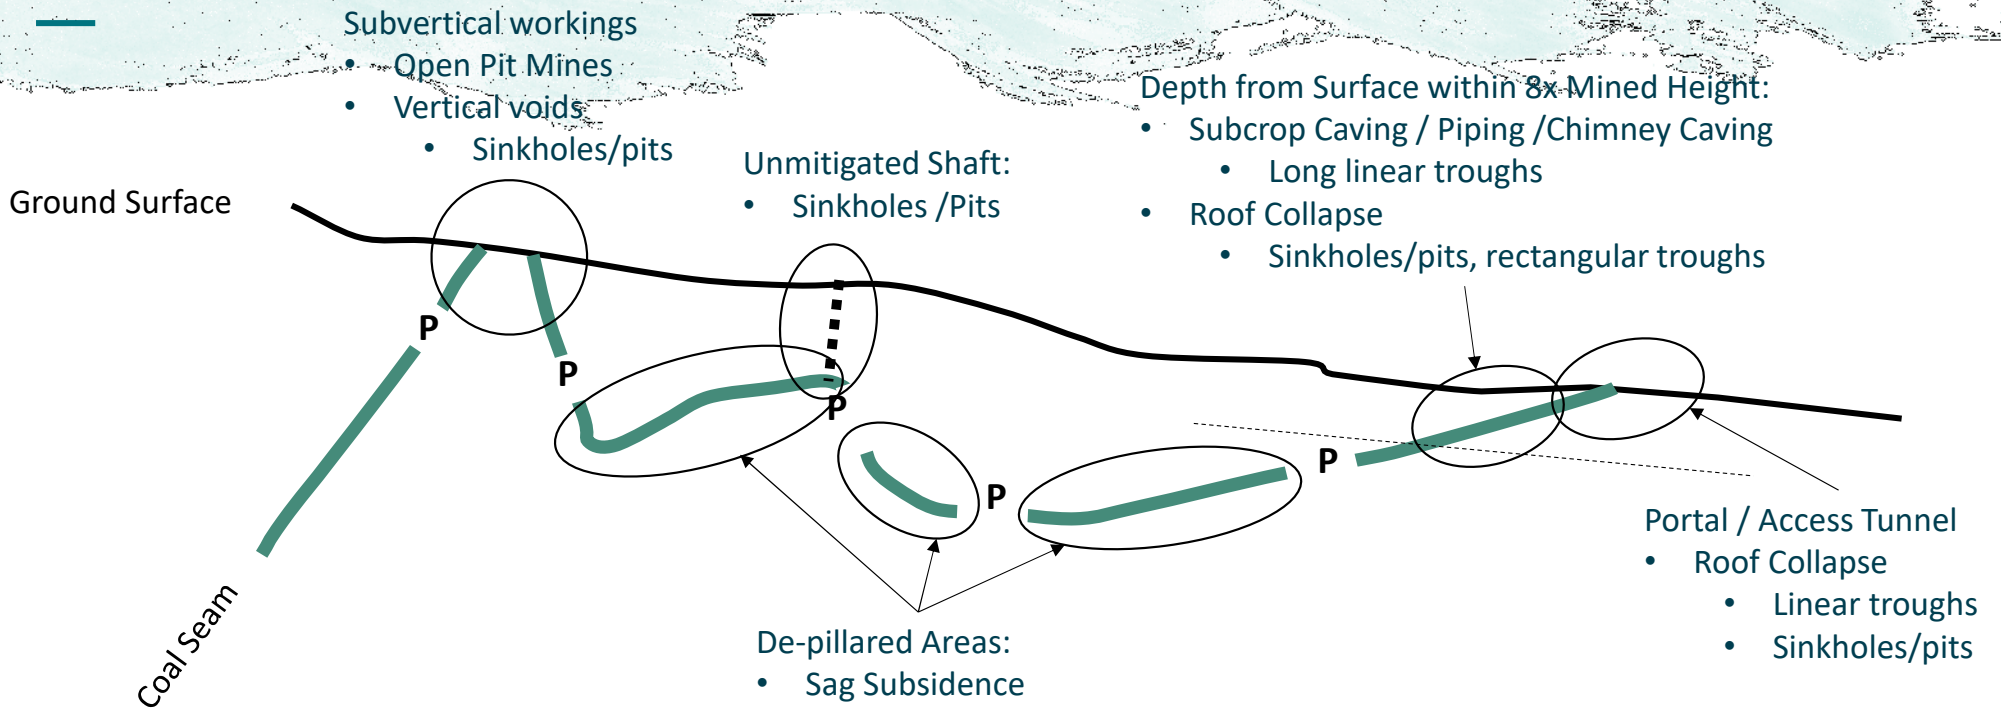 Subvertical workings
• Open Pit Mines
• Vertical voids
• Sinkholes/pits
Unmitigated Shaft:
• Sinkholes /Pits
Depth from Surface within 8x Mined Height:
• Subcrop Caving / Piping /Chimney Caving
• Long linear troughs
• Roof Collapse
• Sinkholes/pits, rectangular troughs
Ground Surface
P
P
P
P
P
Coal Seam
De-pillared Areas:
• Sag Subsidence
Portal / Access Tunnel
• Roof Collapse
• Linear troughs
• Sinkholes/pits